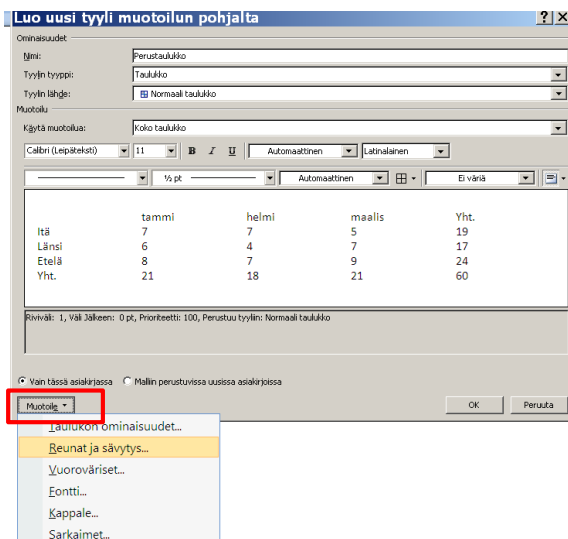 Luo uusi tyyli muotoilun pohjalta
Ominaisuudet
Nimi: Perustaulukko
Tyylin tyyppi: Taulukko
Tyylin lähde: Normaali taulukko
Muotoilu
Käytä muotoilua: Koko taulukko
Calibri (Leipäteksti) 11 B I U Automaattinen Latinalainen
½ pt Automaattinen Ei väriä
tammi helmi maalis Yht.
Itä 7 7 5 19
Länsi 6 4 7 17
Etelä 8 7 9 24
Yht. 21 18 21 60
Riviväli: 1, Väli Jälkeen: 0 pt, Prioriteetti: 100, Perustuu tyyliin: Normaali taulukko
Vain tässä asiakirjassa Malliin perustuvissa uusissa asiakirjoissa
Muotoile OK Peruuta
Taulukon ominaisuudet...
Reunat ja sävytys...
Vuoroväriset...
Fontti...
Kappale...
Sarkaimet...